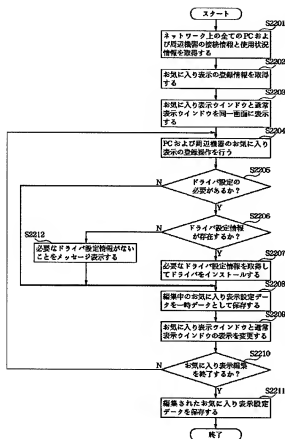 スタート
S2201
ネットワーク上の全てのPCおよ
び周辺機器の接続情報と使用状況
情報を取得する
S2202
お気に入り表示の登録情報を取得
する
S2203
お気に入り表示ウインドウと通常
表示ウインドウを同一画面に表示
する
S2204
PCおよび周辺機器のお気に入り
表示の登録操作を行う
S2205
ドライバ設定の
必要があるか？
N
Y
S2206
ドライバ設定情報
が存在するか？
N
Y
S2212
必要なドライバ設定情報がない
ことをメッセージ表示する
S2207
必要なドライバ設定情報を取得し
てドライバをインストールする
S2208
編集中のお気に入り表示設定デー
タを一時データとして保存する
S2209
お気に入り表示ウインドウと通常
表示ウインドウの表示を変更する
S2210
お気に入り表示編集
を終了するか？
N
Y
S2211
編集されたお気に入り表示設定
データを保存する
終了